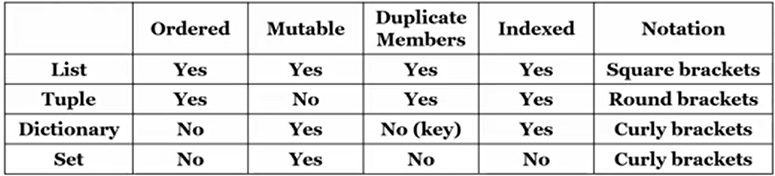 Ordered Mutable Duplicate Members Indexed Notation
List Yes Yes Yes Yes Square brackets
Tuple Yes No Yes Yes Round brackets
Dictionary No Yes No (key) Yes Curly brackets
Set No Yes No No Curly brackets